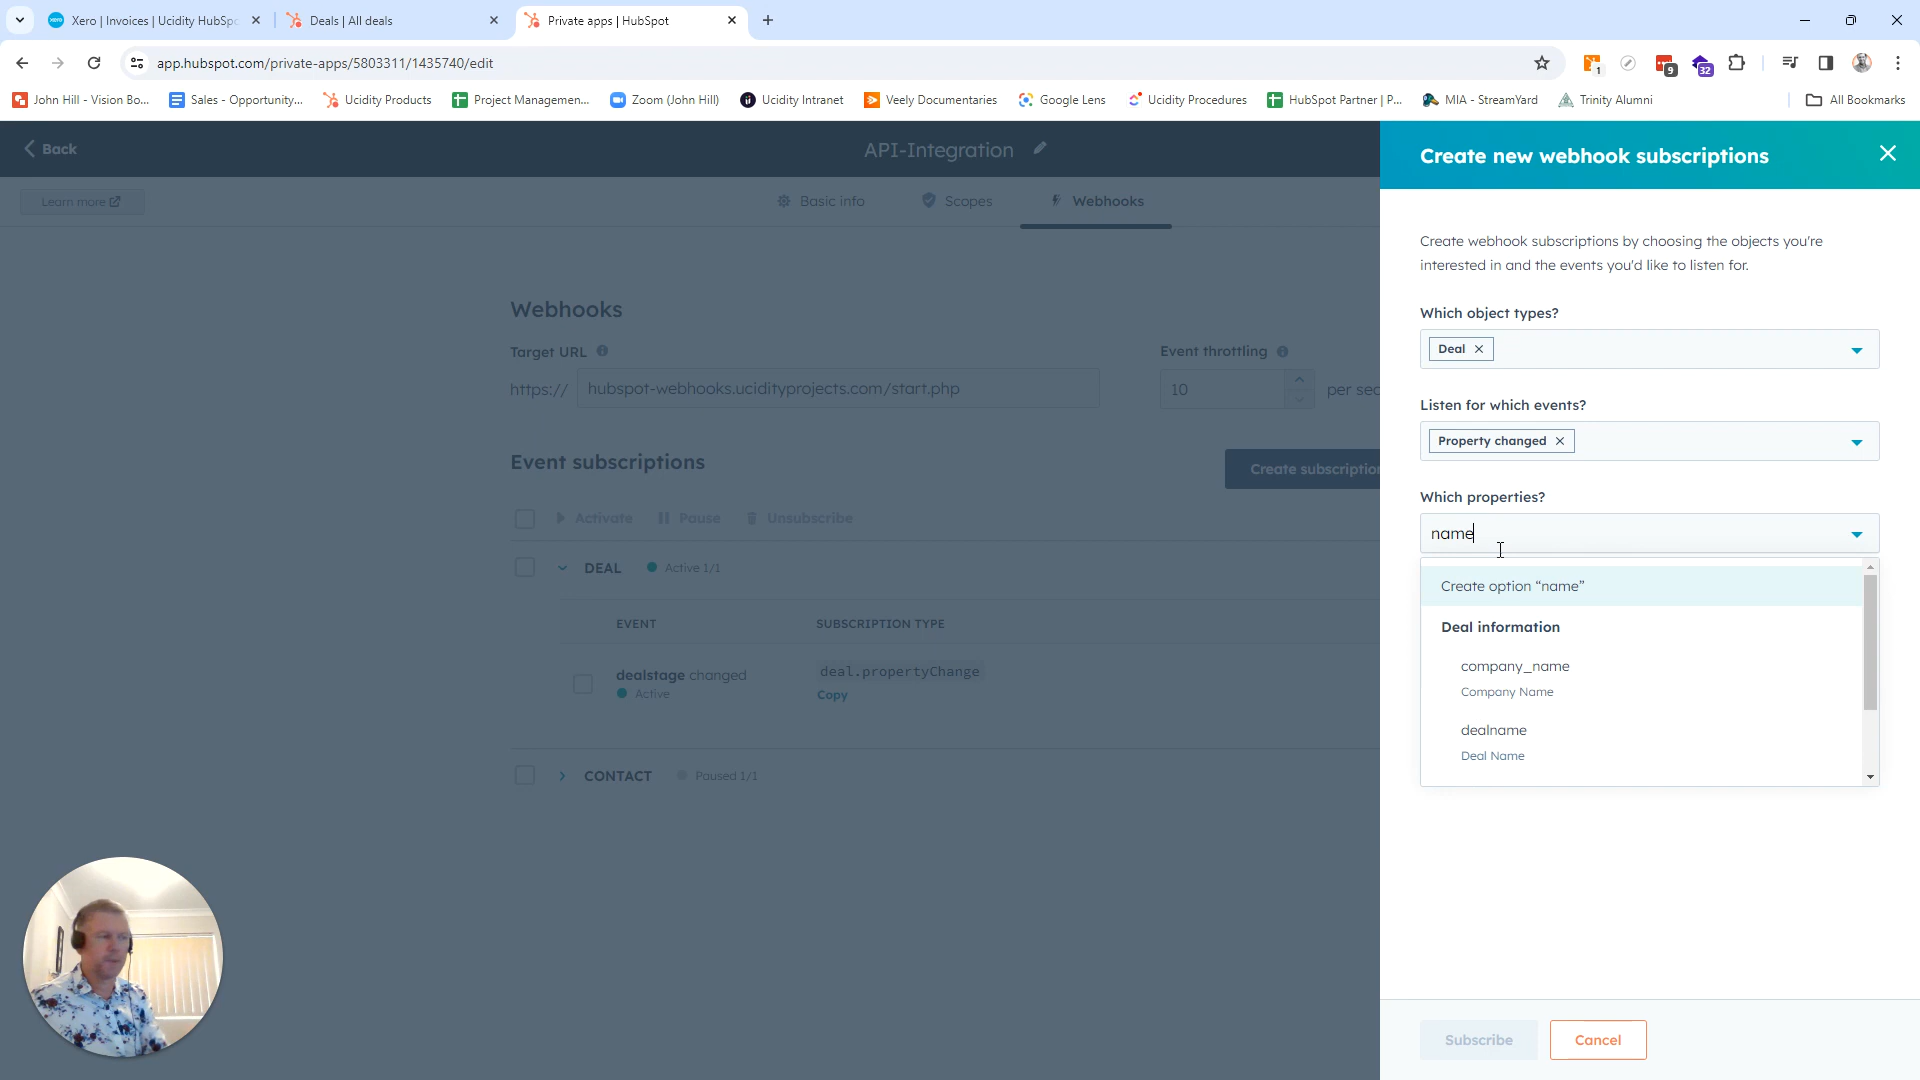 Xero | Invoices | Ucidity HubSpo
Deals | All deals
Private apps | HubSpot
app.hubspot.com/private-apps/5803311/1435740/edit
1
9
32
John Hill - Vision Bo...
Sales - Opportunity...
Ucidity Products
Project Managemen...
Zoom (John Hill)
Ucidity Intranet
Veely Documentaries
Google Lens
Ucidity Procedures
HubSpot Partner | P...
MIA - StreamYard
Trinity Alumni
All Bookmarks
Back
API-Integration
Learn more
Basic info
Scopes
Webhooks
Webhooks
Target URL
Event throttling
https://
hubspot-webhooks.ucidityprojects.com/start.php
10
per sec
Event subscriptions
Create subscription
Activate
Pause
Unsubscribe
DEAL
Active 1/1
EVENT
SUBSCRIPTION TYPE
dealstage changed
Active
deal.propertyChange
Copy
CONTACT
Paused 1/1
Create new webhook subscriptions
Create webhook subscriptions by choosing the objects you're
interested in and the events you'd like to listen for.
Which object types?
Deal
Listen for which events?
Property changed
Which properties?
name
Create option “name”
Deal information
company_name
Company Name
dealname
Deal Name
Subscribe
Cancel